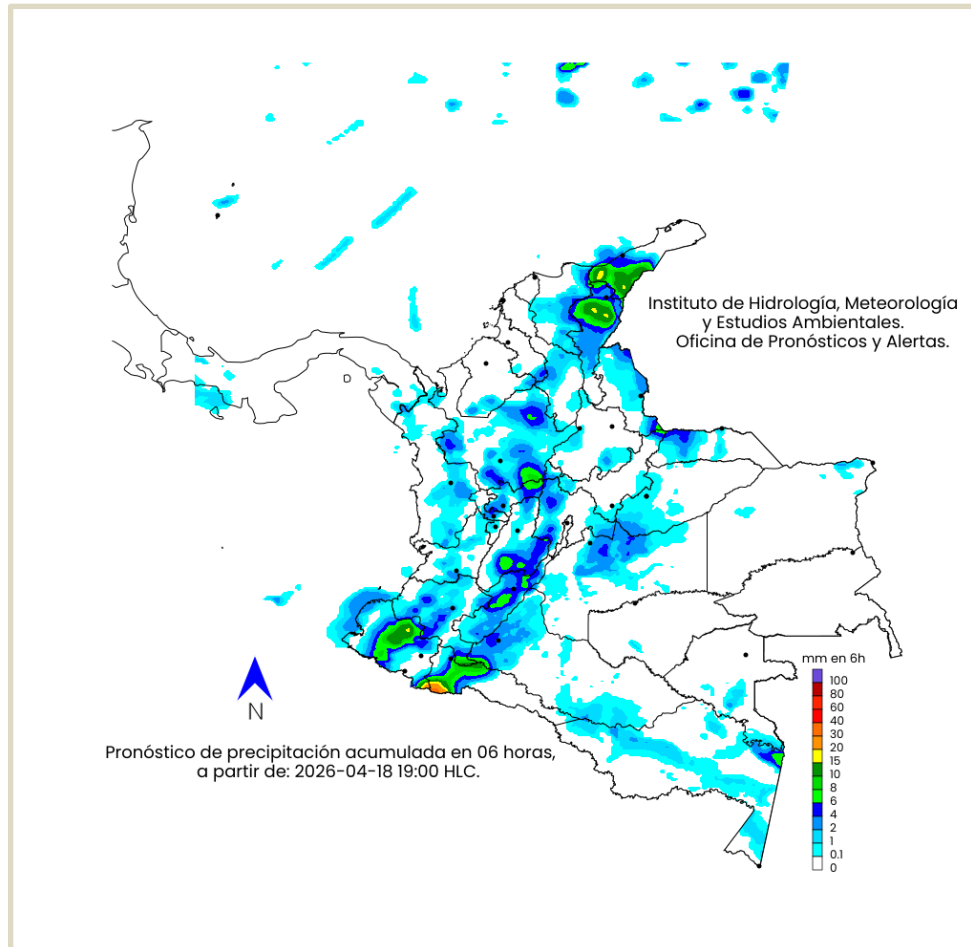 Instituto de Hidrología, Meteorología
y Estudios Ambientales.
Oficina de Pronósticos y Alertas.
mm en 6h
100
80
60
40
30
20
15
10
8
6
4
2
1
0.1
0
N
Pronóstico de precipitación acumulada en 06 horas,
a partir de: 2026-04-18 19:00 HLC.